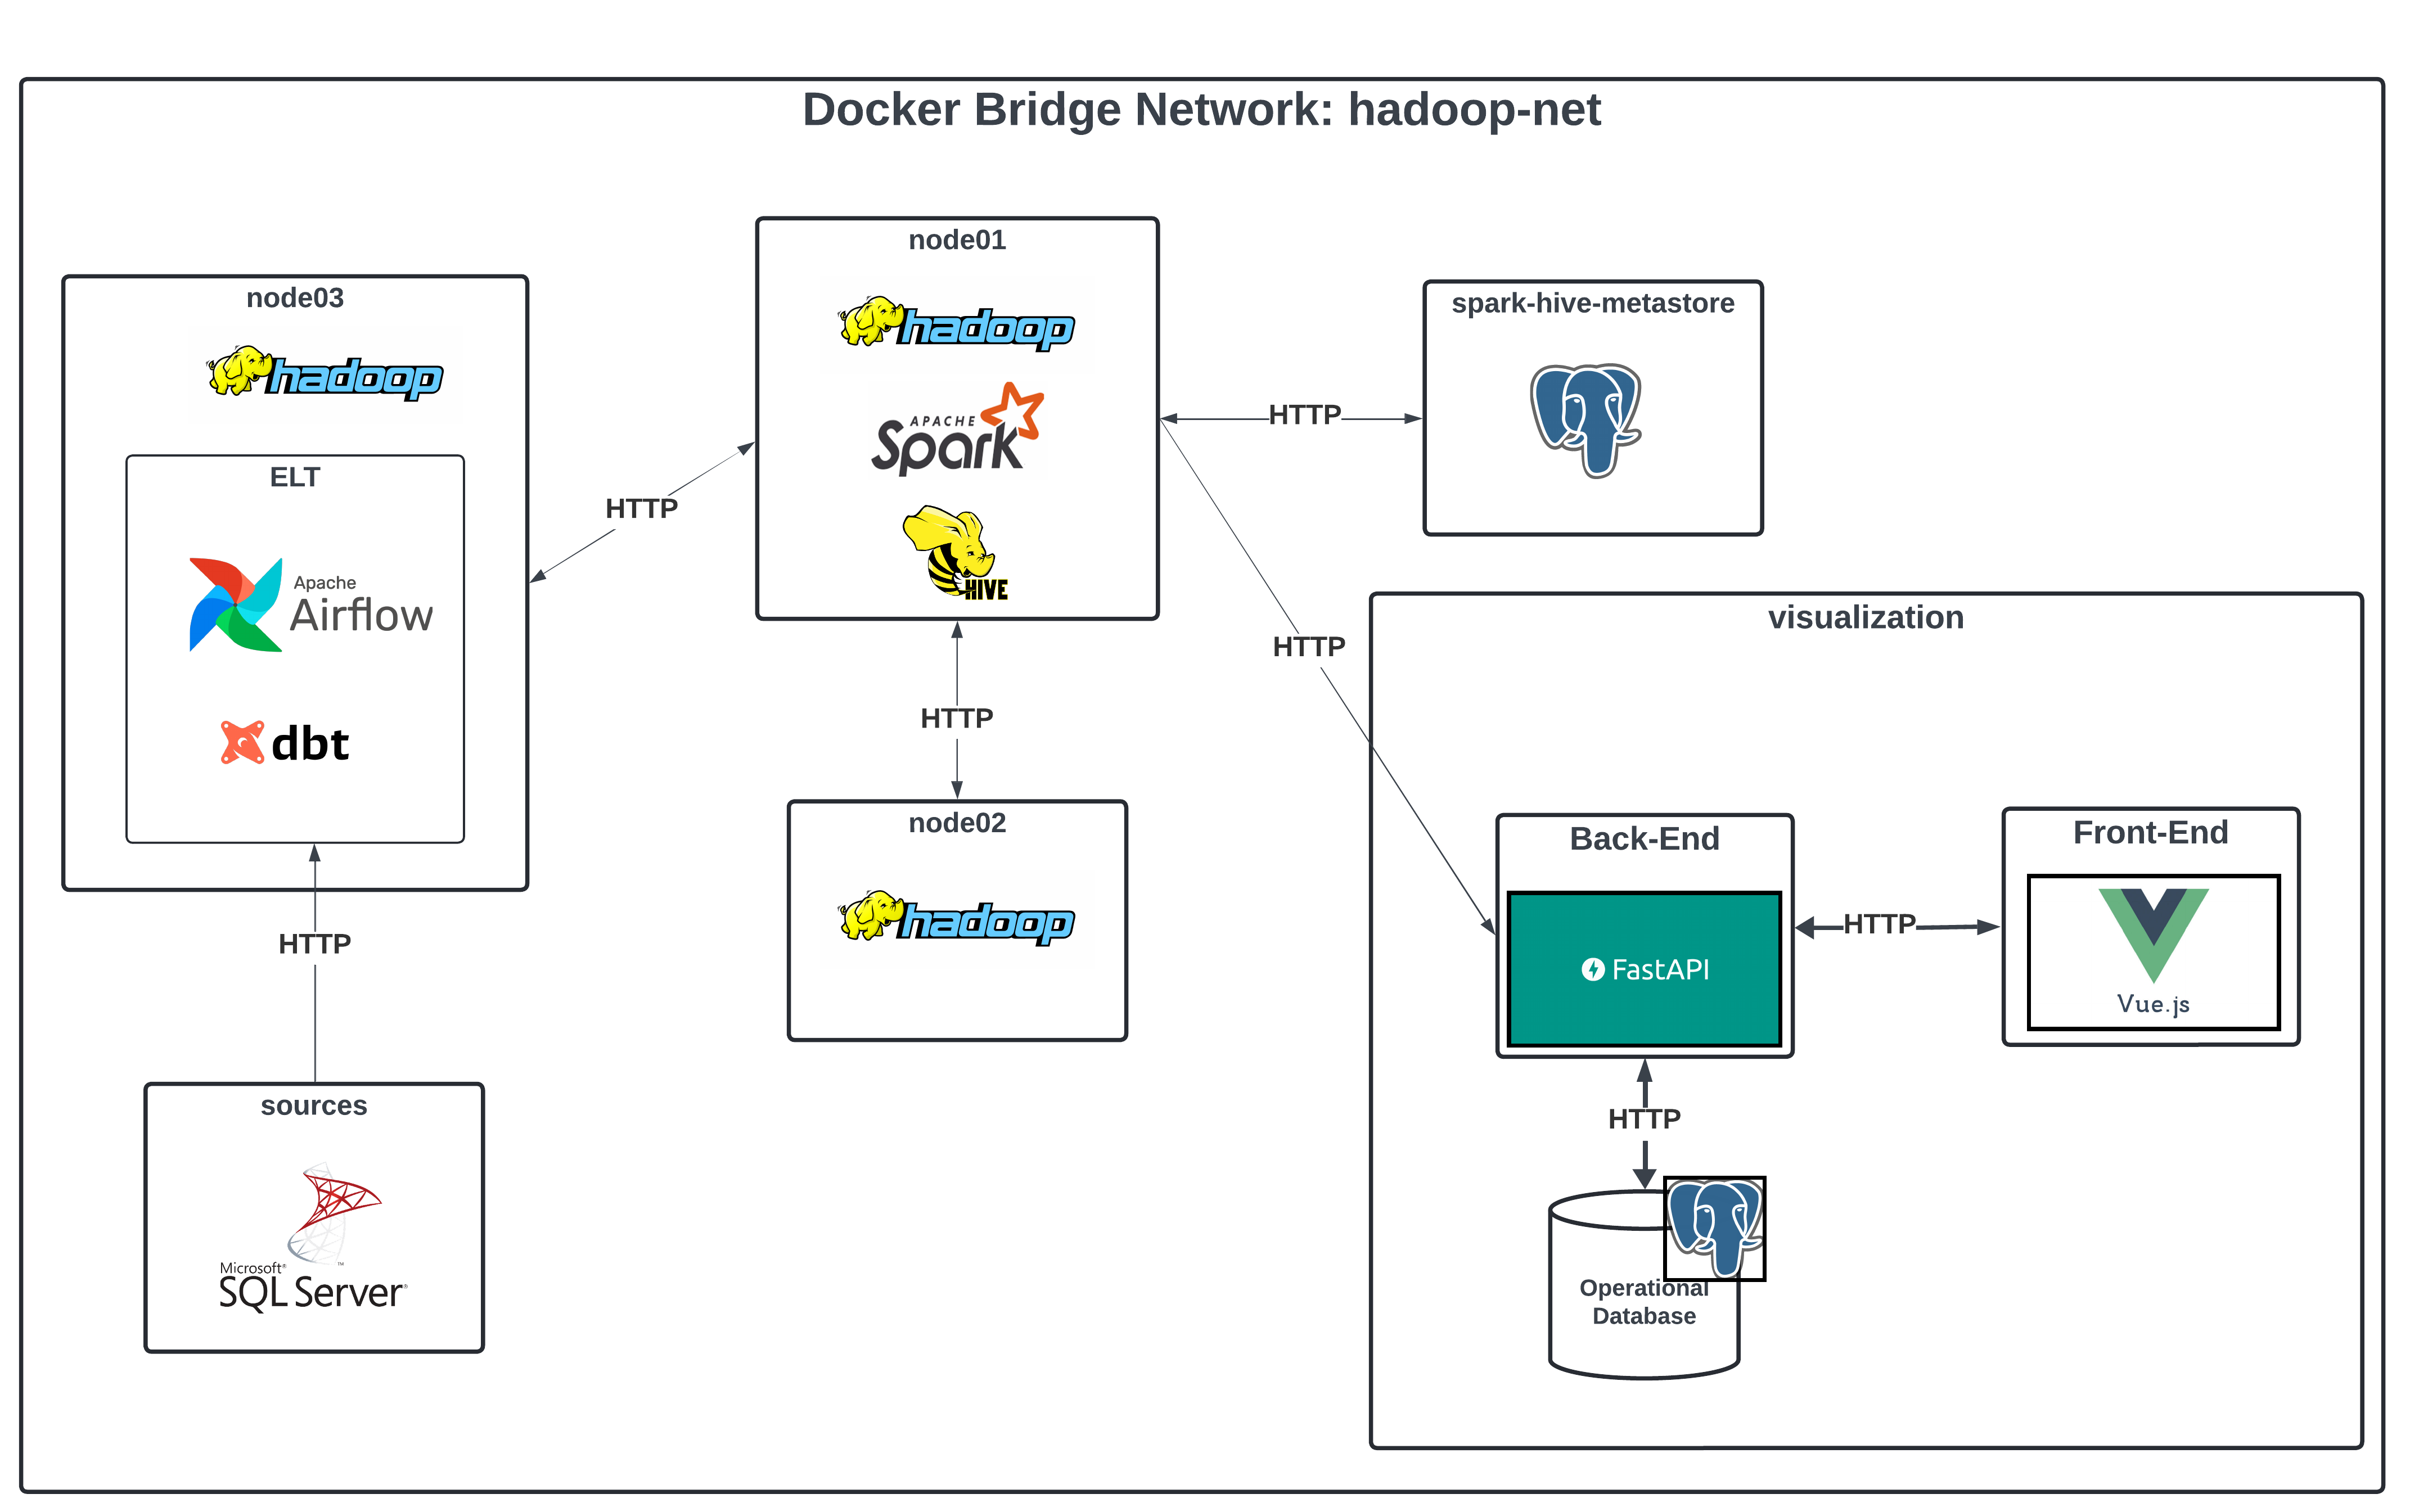 Docker Bridge Network: hadoop-net
node03
hadoop
ELT
Apache
Airflow
dbt
HTTP
sources
Microsoft®
SQL Server®
™
HTTP
node01
hadoop
APACHE
Spark
HIVE
HTTP
node02
hadoop
HTTP
spark-hive-metastore
HTTP
visualization
Back-End
FastAPI
HTTP
Front-End
Vue.js
HTTP
Operational
Database